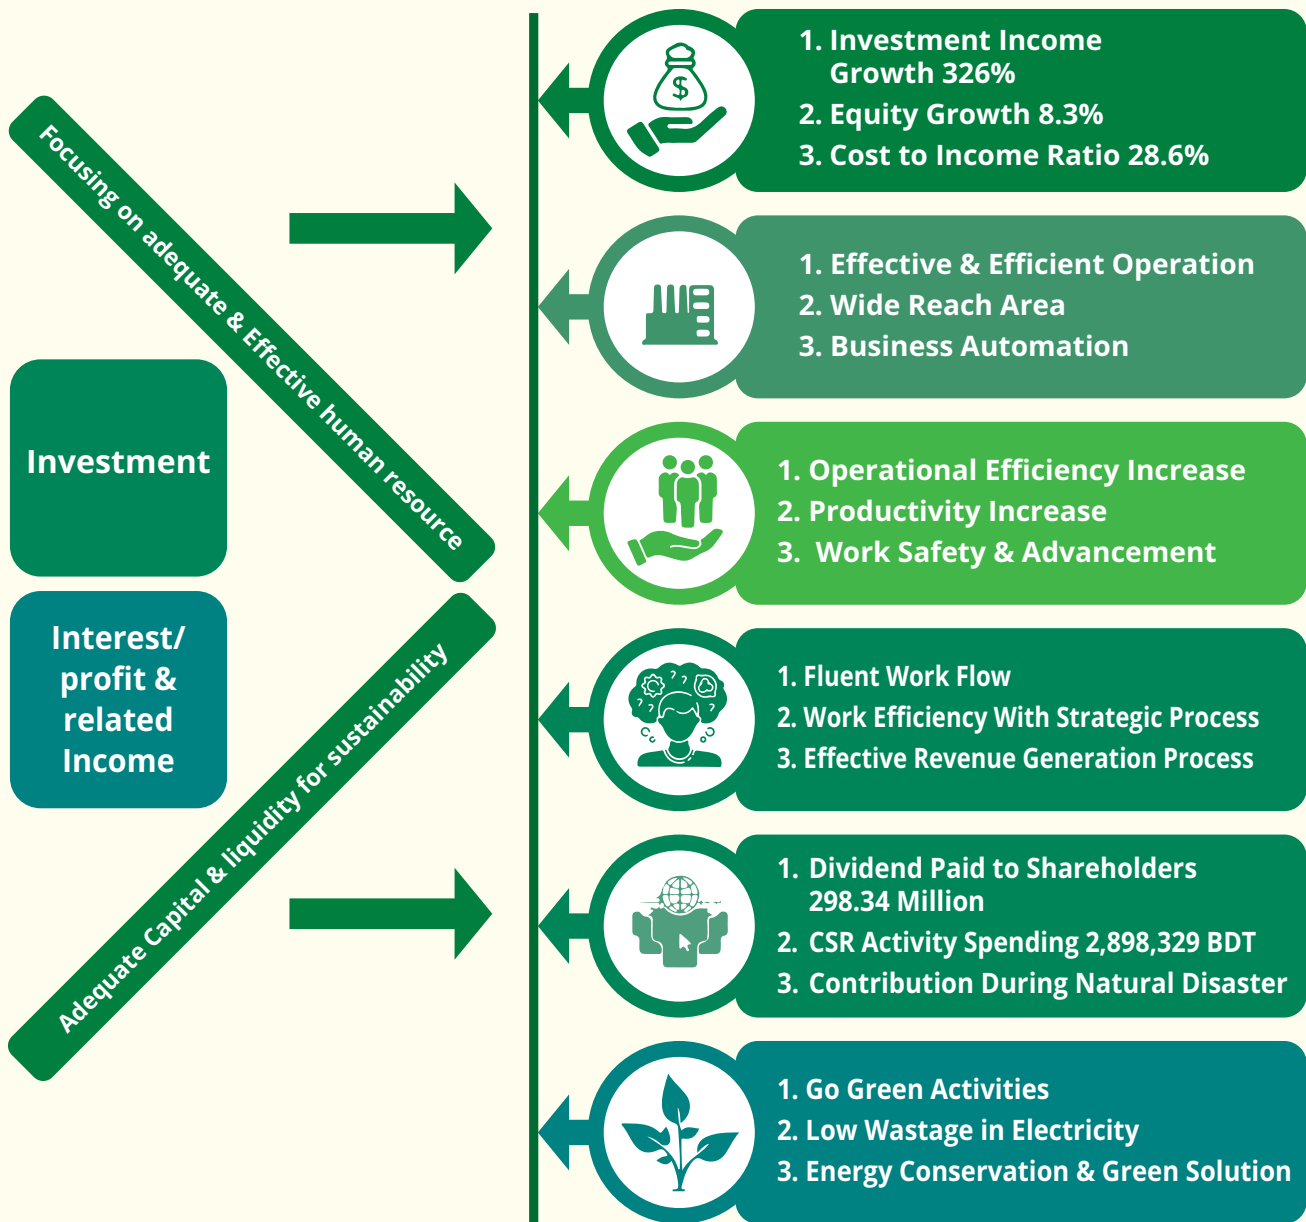 Focusing on adequate & Effective human resource
Investment
Interest/
profit &
related
Income
Adequate Capital & liquidity for sustainability
1. Investment Income
Growth 326%
2. Equity Growth 8.3%
3. Cost to Income Ratio 28.6%
1. Effective & Efficient Operation
2. Wide Reach Area
3. Business Automation
1. Operational Efficiency Increase
2. Productivity Increase
3. Work Safety & Advancement
1. Fluent Work Flow
2. Work Efficiency With Strategic Process
3. Effective Revenue Generation Process
1. Dividend Paid to Shareholders
298.34 Million
2. CSR Activity Spending 2,898,329 BDT
3. Contribution During Natural Disaster
1. Go Green Activities
2. Low Wastage in Electricity
3. Energy Conservation & Green Solution